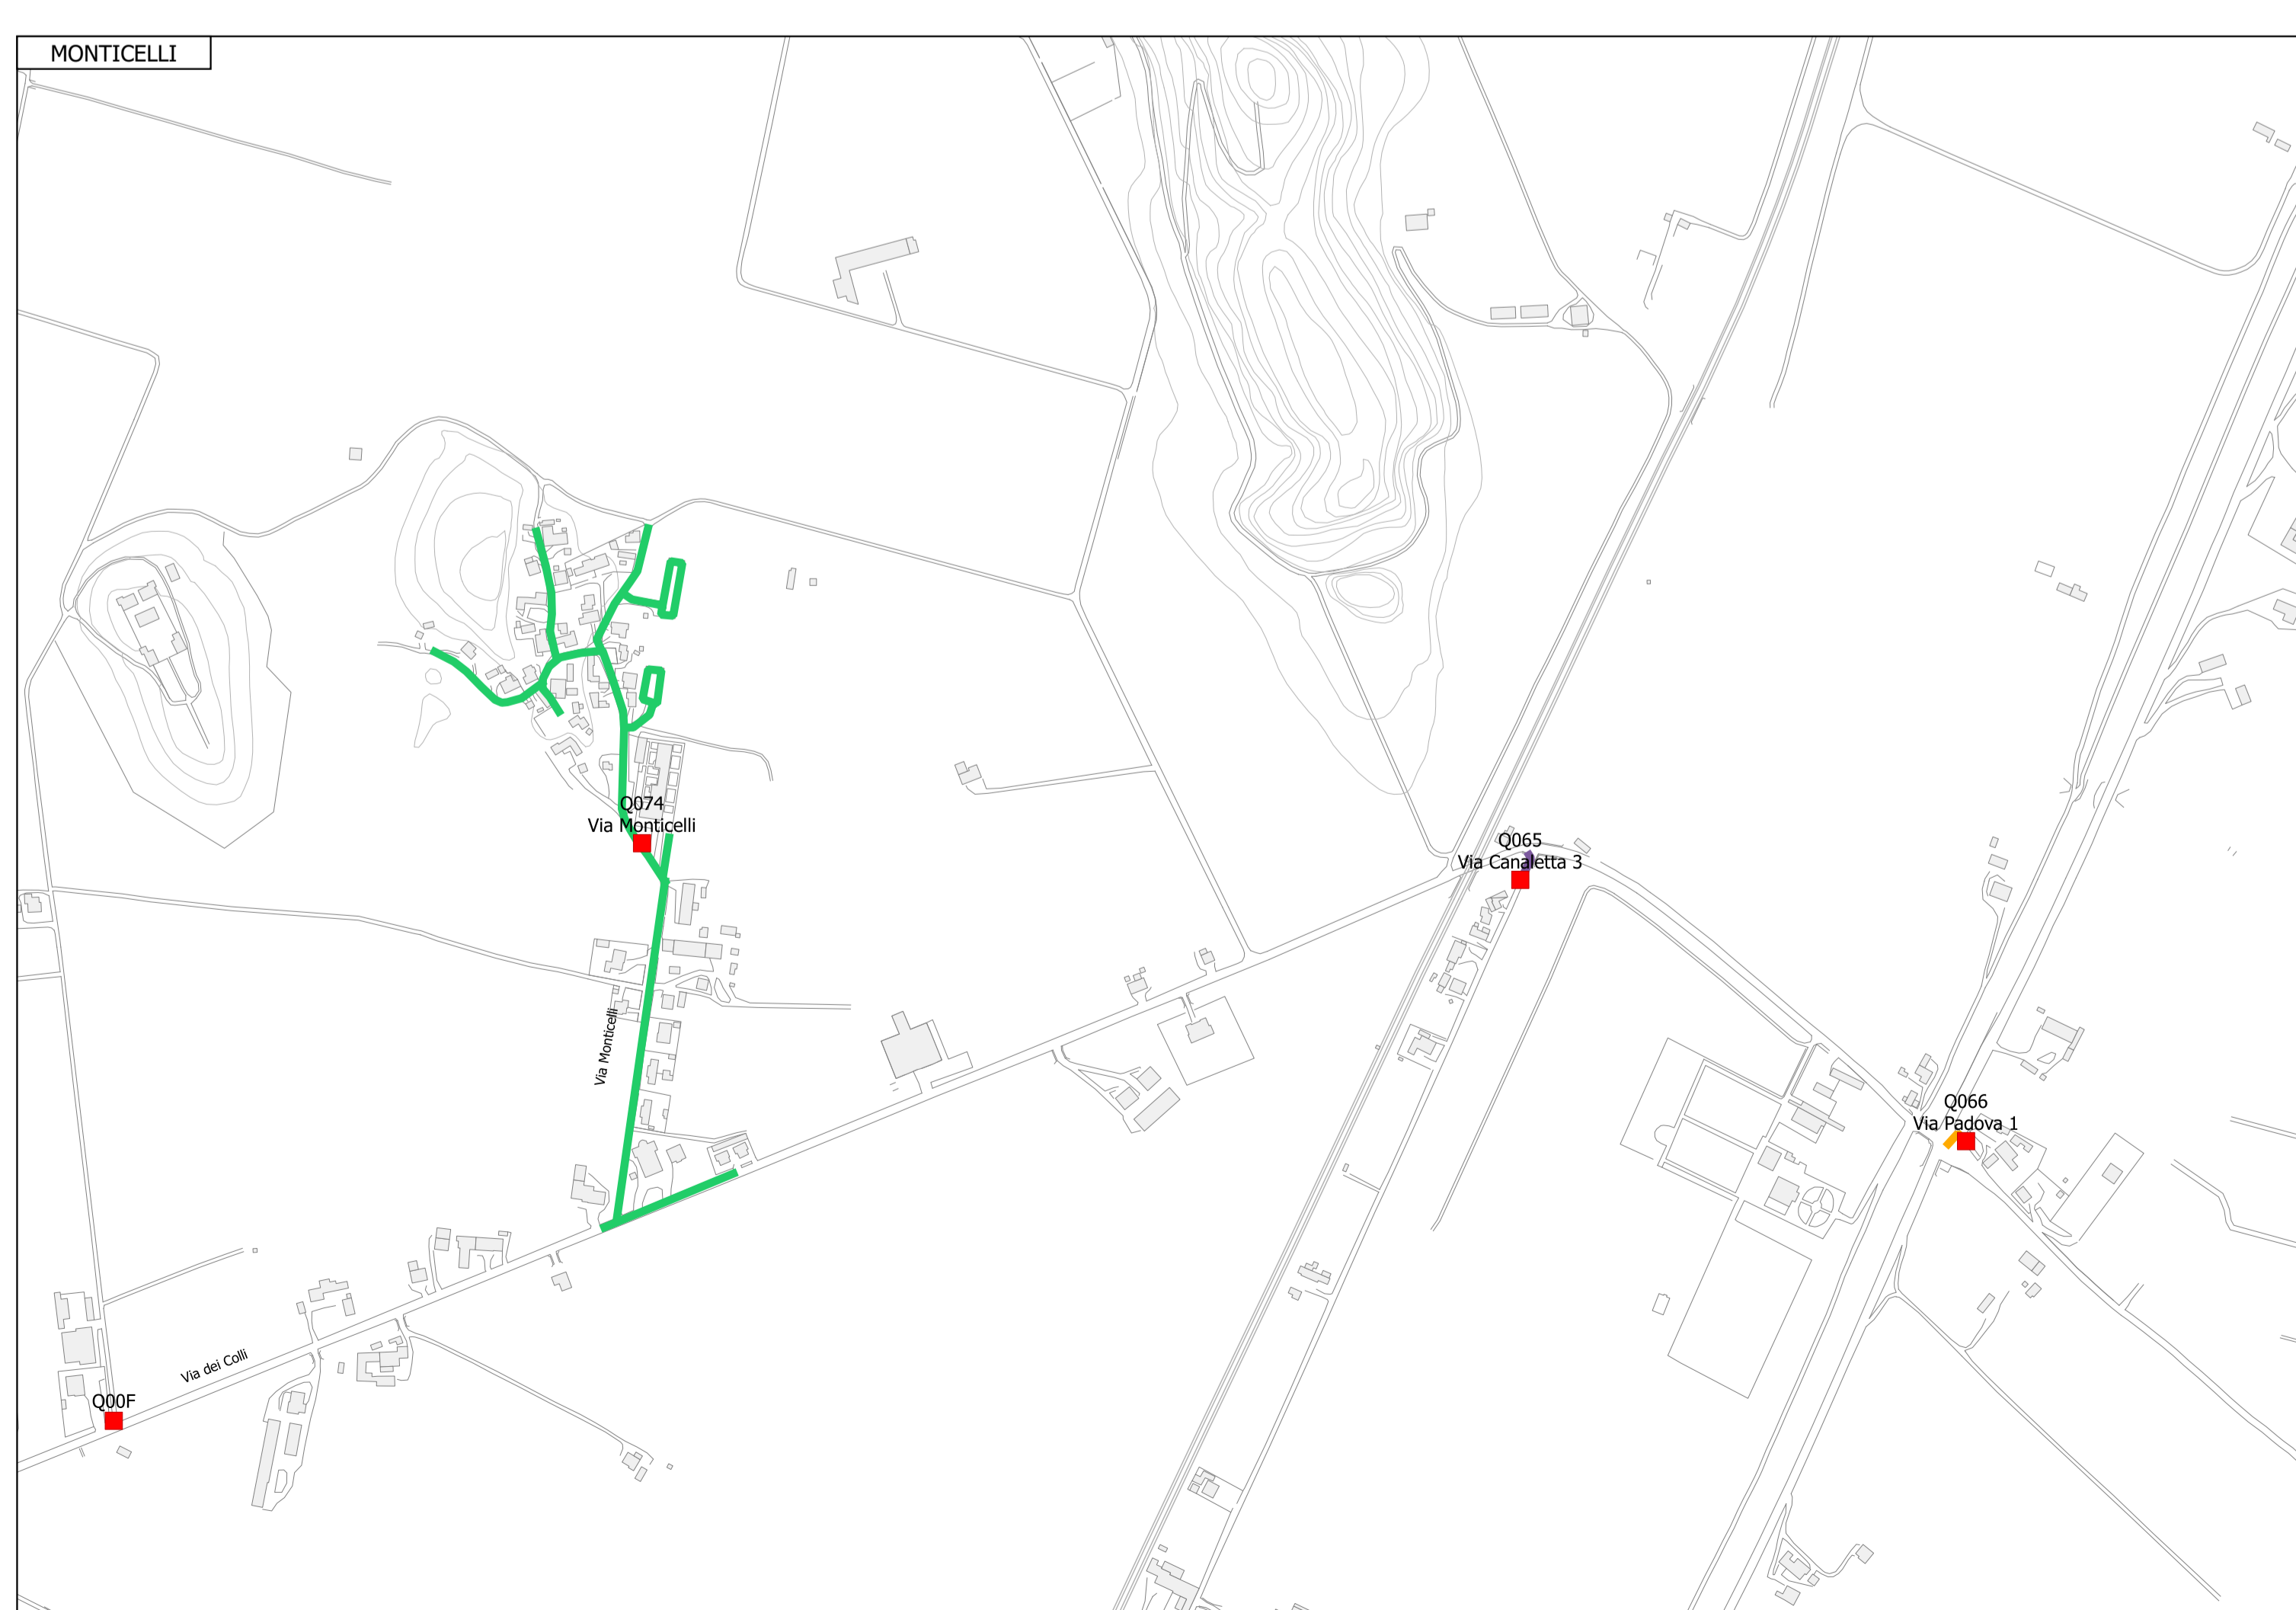 MONTICELLI
Q074
Via Monticelli
Q065
Via Canaletta 3
Via Monticelli
Q066
Via Padova 1
Via dei Colli
Q00F